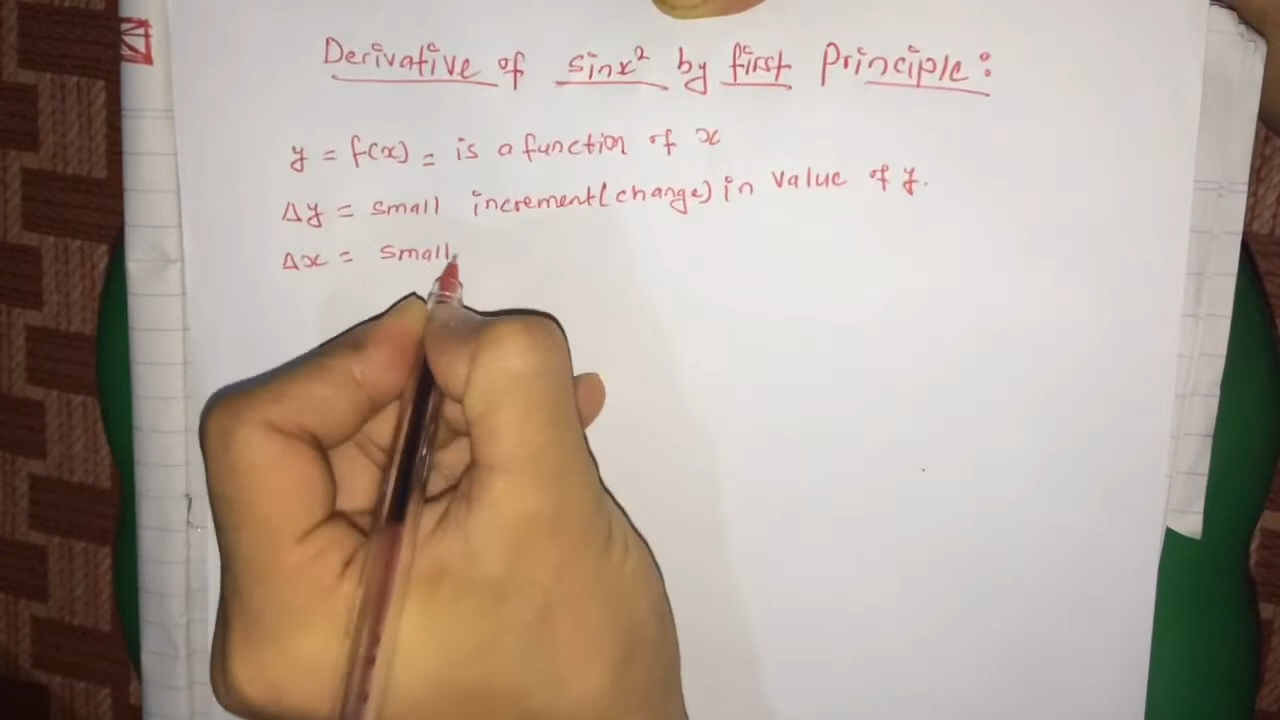 Derivative of sinx² by first Principle:
y = f(x) = is a function of x
Δy = small increment(change) in value of y.
Δx = small